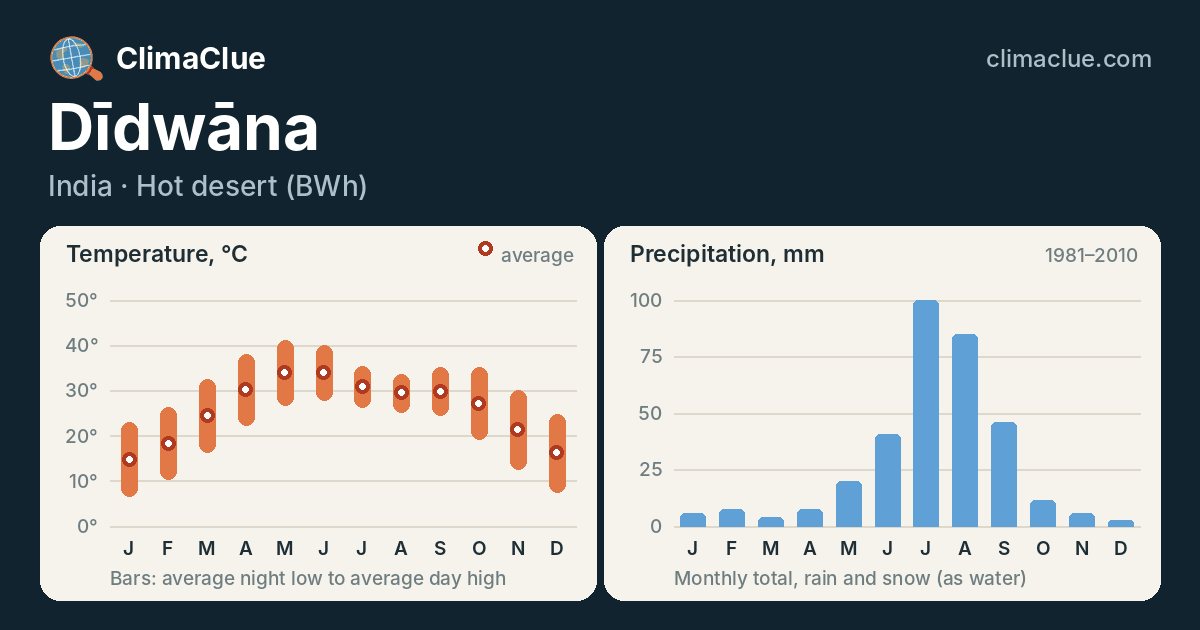 ClimaClue
climaclue.com
Dīdwāna
India · Hot desert (BWh)
Temperature, °C
average
50°
40°
30°
20°
10°
0°
J F M A M J J A S O N D
Bars: average night low to average day high
Precipitation, mm
1981–2010
100
75
50
25
0
J F M A M J J A S O N D
Monthly total, rain and snow (as water)